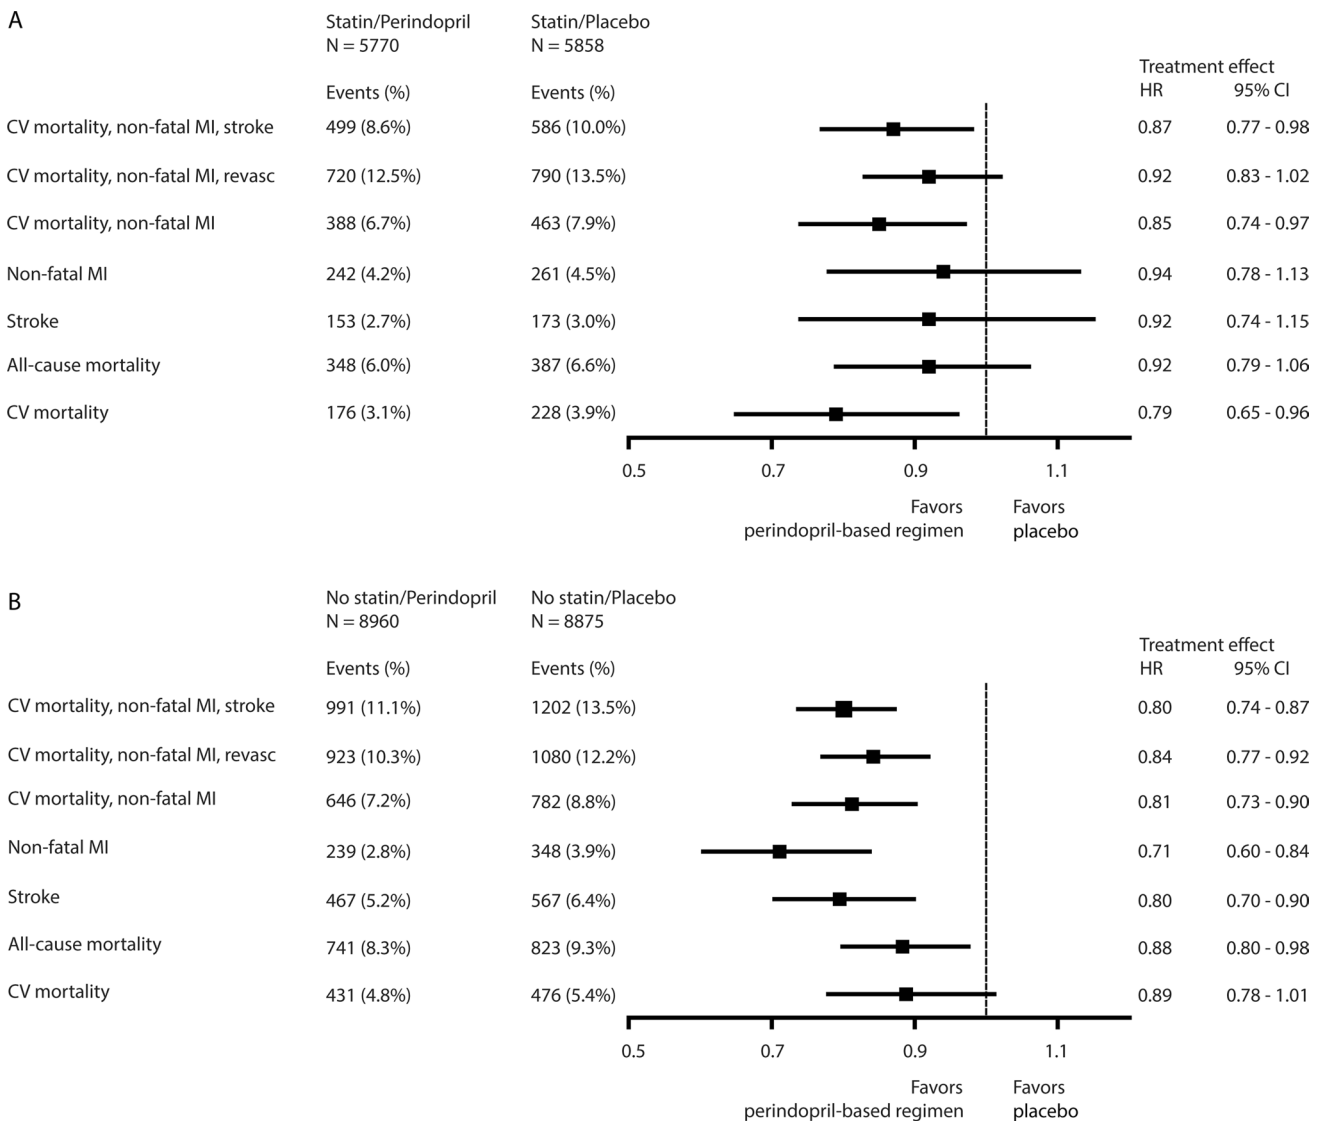 A
Statin/Perindopril Statin/Placebo
N = 5770 N = 5858
Treatment effect
Events (%) Events (%) HR 95% CI
CV mortality, non-fatal MI, stroke 499 (8.6%) 586 (10.0%) 0.87 0.77 - 0.98
CV mortality, non-fatal MI, revasc 720 (12.5%) 790 (13.5%) 0.92 0.83 - 1.02
CV mortality, non-fatal MI 388 (6.7%) 463 (7.9%) 0.85 0.74 - 0.97
Non-fatal MI 242 (4.2%) 261 (4.5%) 0.94 0.78 - 1.13
Stroke 153 (2.7%) 173 (3.0%) 0.92 0.74 - 1.15
All-cause mortality 348 (6.0%) 387 (6.6%) 0.92 0.79 - 1.06
CV mortality 176 (3.1%) 228 (3.9%) 0.79 0.65 - 0.96
0.5 0.7 0.9 1.1
Favors Favors
perindopril-based regimen placebo
B
No statin/Perindopril No statin/Placebo
N = 8960 N = 8875
Treatment effect
Events (%) Events (%) HR 95% CI
CV mortality, non-fatal MI, stroke 991 (11.1%) 1202 (13.5%) 0.80 0.74 - 0.87
CV mortality, non-fatal MI, revasc 923 (10.3%) 1080 (12.2%) 0.84 0.77 - 0.92
CV mortality, non-fatal MI 646 (7.2%) 782 (8.8%) 0.81 0.73 - 0.90
Non-fatal MI 239 (2.8%) 348 (3.9%) 0.71 0.60 - 0.84
Stroke 467 (5.2%) 567 (6.4%) 0.80 0.70 - 0.90
All-cause mortality 741 (8.3%) 823 (9.3%) 0.88 0.80 - 0.98
CV mortality 431 (4.8%) 476 (5.4%) 0.89 0.78 - 1.01
0.5 0.7 0.9 1.1
Favors Favors
perindopril-based regimen placebo